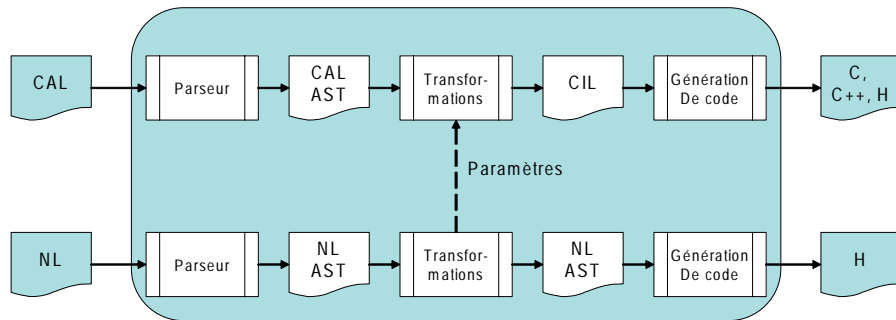 CAL
Parseur
CAL
AST
Transfor-
mations
CIL
Génération
De code
C,
C++, H
Paramètres
NL
Parseur
NL
AST
Transfor-
mations
NL
AST
Génération
De code
H